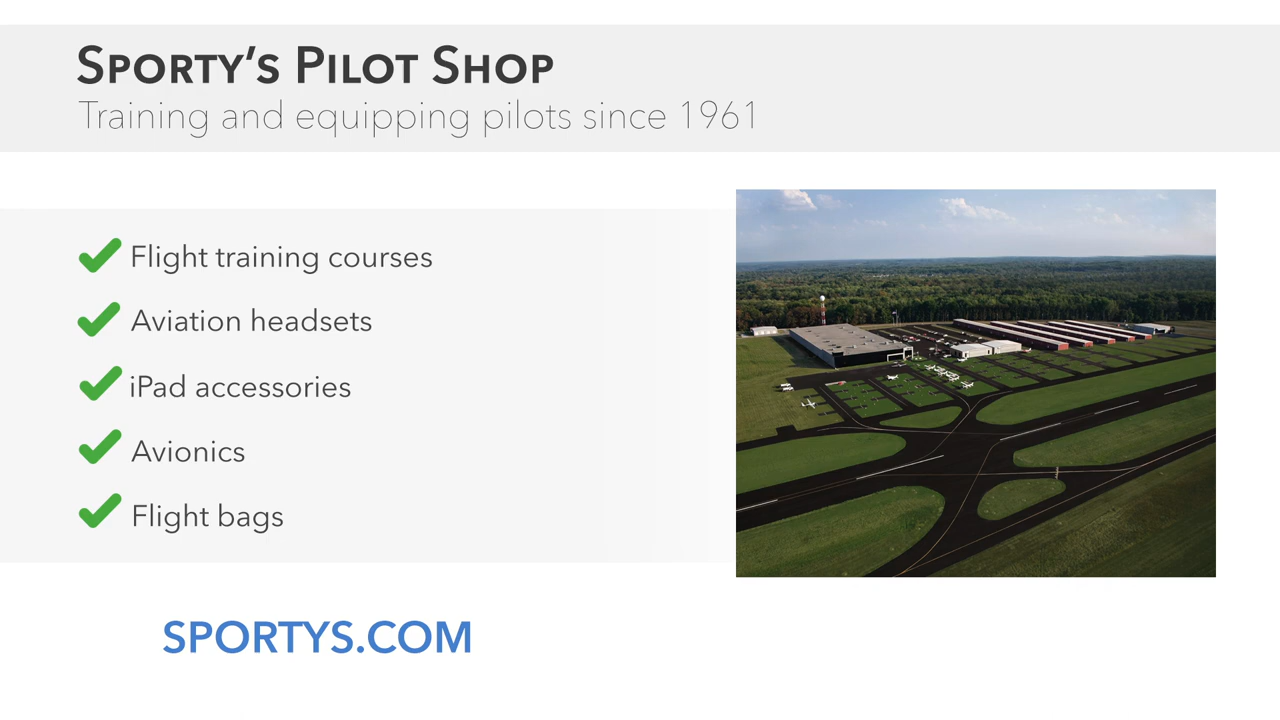 Sporty's Pilot Shop
Training and equipping pilots since 1961
Flight training courses
Aviation headsets
iPad accessories
Avionics
Flight bags
SPORTYS.COM